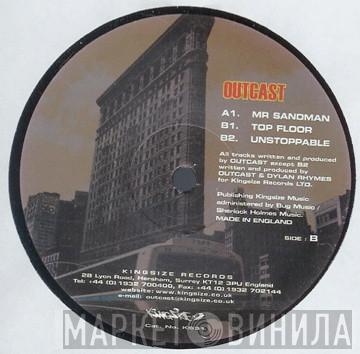 OUTCAST
A1. MR SANDMAN
B1. TOP FLOOR
B2. UNSTOPPABLE
All tracks written and produced
by OUTCAST except B2
written and produced by
OUTCAST & DYLAN RHYMES
for Kingsize Records LTD.
Publishing Kingsize Music
administered by Bug Music /
Sherlock Holmes Music.
MADE IN ENGLAND
SIDE : B
KINGSIZE RECORDS
28 Lyon Road, Hersham, Surrey KT12 3PU England
Tel: +44 (0) 1932 700400, Fax: +44 (0) 1932 702144
website: www.kingsize.co.uk
e-mail: outcast@kingsize.co.uk
KINGSIZE
Cat. No.
МАРКЕТ ВИНИЛА